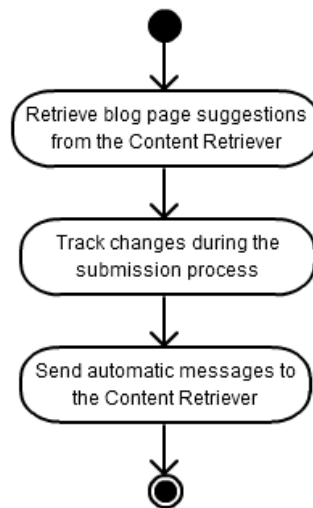 Retrieve blog page suggestions
from the Content Retriever
Track changes during the
submission process
Send automatic messages to
the Content Retriever